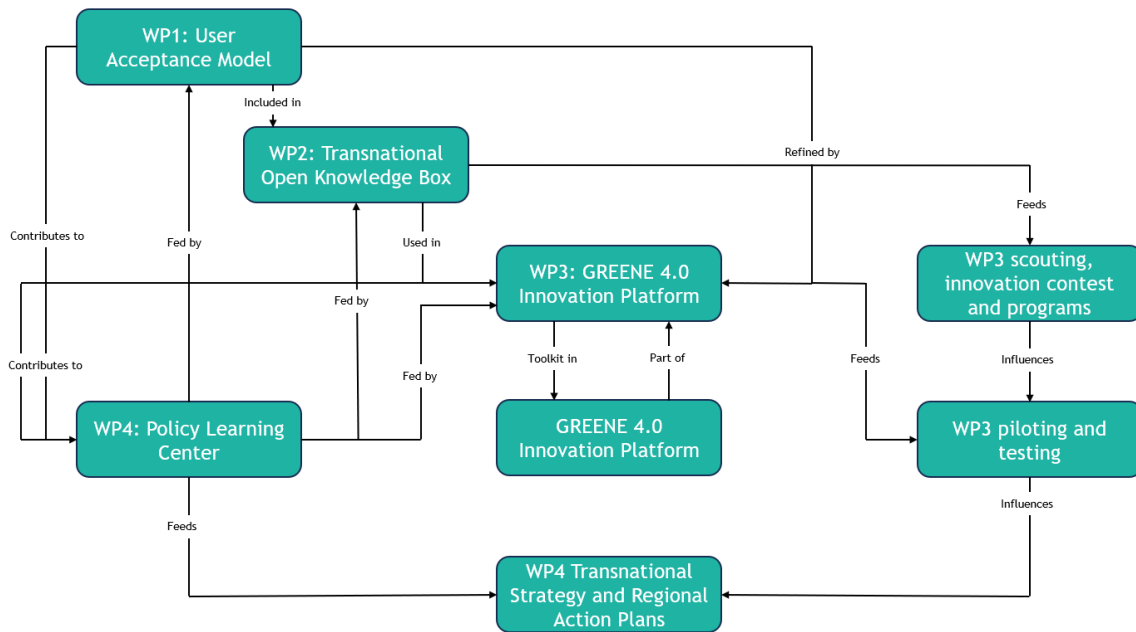 WP1: User
Acceptance Model
Included in
WP2: Transnational
Open Knowledge Box
Refined by
Feeds
Contributes to
Fed by
Used in
WP3: GREENE 4.0
Innovation Platform
WP3 scouting,
innovation contest
and programs
Fed by
Contributes to
Fed by
Toolkit in
Part of
Feeds
Influences
WP4: Policy Learning
Center
GREENE 4.0
Innovation Platform
WP3 piloting and
testing
Feeds
Influences
WP4 Transnational
Strategy and Regional
Action Plans